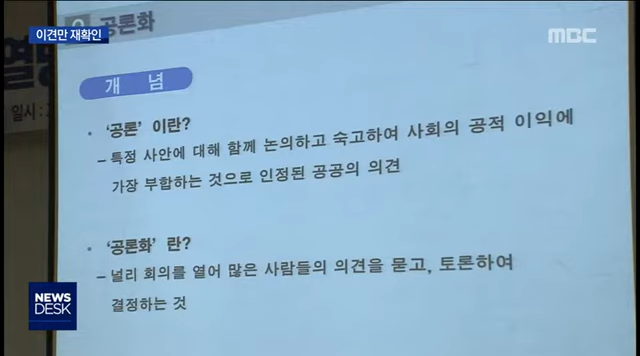 이견만 재확인
공론화
MBC
열
일시 :
개 념
• ‘공론’ 이란?
– 특정 사안에 대해 함께 논의하고 숙고하여 사회의 공적 이익에
가장 부합하는 것으로 인정된 공공의 의견
• ‘공론화’ 란?
– 널리 회의를 열어 많은 사람들의 의견을 묻고, 토론하여
결정하는 것
NEWS
DESK